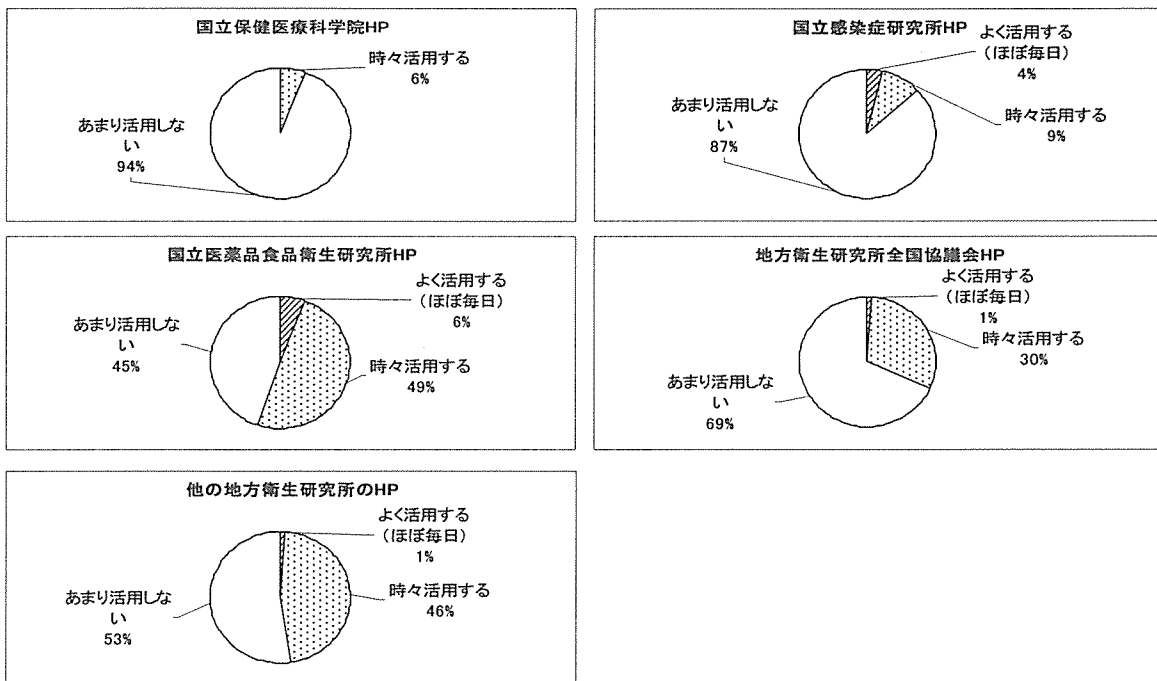 国立保健医療科学院HP
時々活用する
6%
あまり活用しな
い
94%
国立感染症研究所HP
よく活用する
(ほぼ毎日)
4%
時々活用する
9%
あまり活用しな
い
87%
国立医薬品食品衛生研究所HP
よく活用する
(ほぼ毎日)
6%
あまり活用しな
い
45%
時々活用する
49%
地方衛生研究所全国協議会HP
よく活用する
(ほぼ毎日)
1%
時々活用する
30%
あまり活用しな
い
69%
他の地方衛生研究所のHP
よく活用する
(ほぼ毎日)
1%
あまり活用しな
い
53%
時々活用する
46%